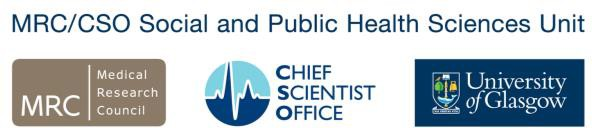 MRC/CSO Social and Public Health Sciences Unit
MRC
Medical
Research
Council
CHIEF
SCIENTIST
OFFICE
University
of Glasgow